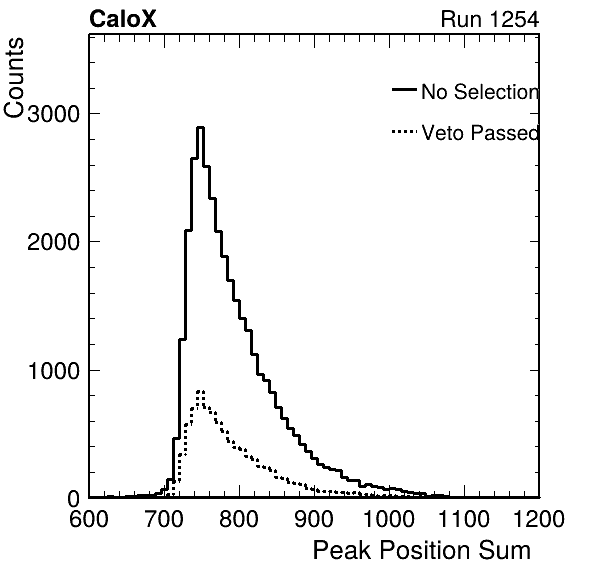 CaloX
Run 1254
Counts
3000
2000
1000
0
No Selection
Veto Passed
600 700 800 900 1000 1100 1200
Peak Position Sum